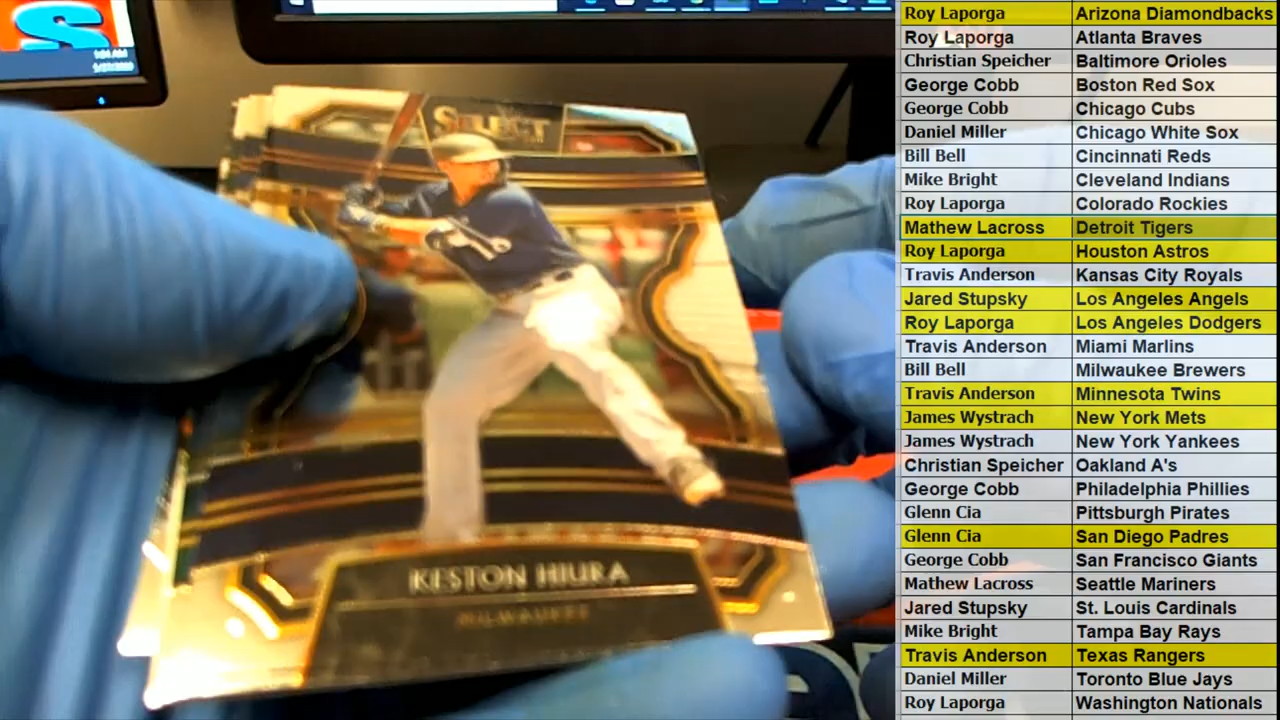 S
1:04 AM
SELECT
KESTON HIURA
MILWAUKEE
Roy Laporga Arizona Diamondbacks
Roy Laporga Atlanta Braves
Christian Speicher Baltimore Orioles
George Cobb Boston Red Sox
George Cobb Chicago Cubs
Daniel Miller Chicago White Sox
Bill Bell Cincinnati Reds
Mike Bright Cleveland Indians
Roy Laporga Colorado Rockies
Mathew Lacross Detroit Tigers
Roy Laporga Houston Astros
Travis Anderson Kansas City Royals
Jared Stupsky Los Angeles Angels
Roy Laporga Los Angeles Dodgers
Travis Anderson Miami Marlins
Bill Bell Milwaukee Brewers
Travis Anderson Minnesota Twins
James Wystrach New York Mets
James Wystrach New York Yankees
Christian Speicher Oakland A's
George Cobb Philadelphia Phillies
Glenn Cia Pittsburgh Pirates
Glenn Cia San Diego Padres
George Cobb San Francisco Giants
Mathew Lacross Seattle Mariners
Jared Stupsky St. Louis Cardinals
Mike Bright Tampa Bay Rays
Travis Anderson Texas Rangers
Daniel Miller Toronto Blue Jays
Roy Laporga Washington Nationals